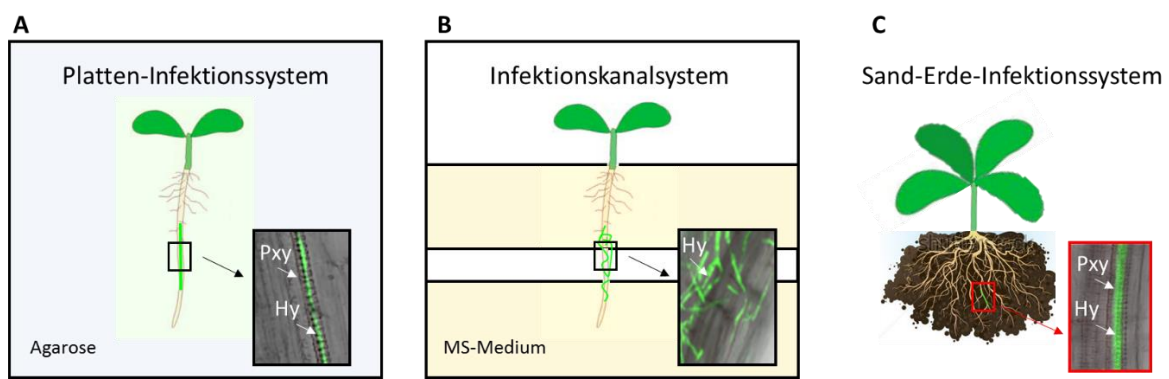 A
Platten-Infektionssystem
Pxy
Hy
Agarose
B
Infektionskanalsystem
Hy
MS-Medium
C
Sand-Erde-Infektionssystem
Pxy
Hy